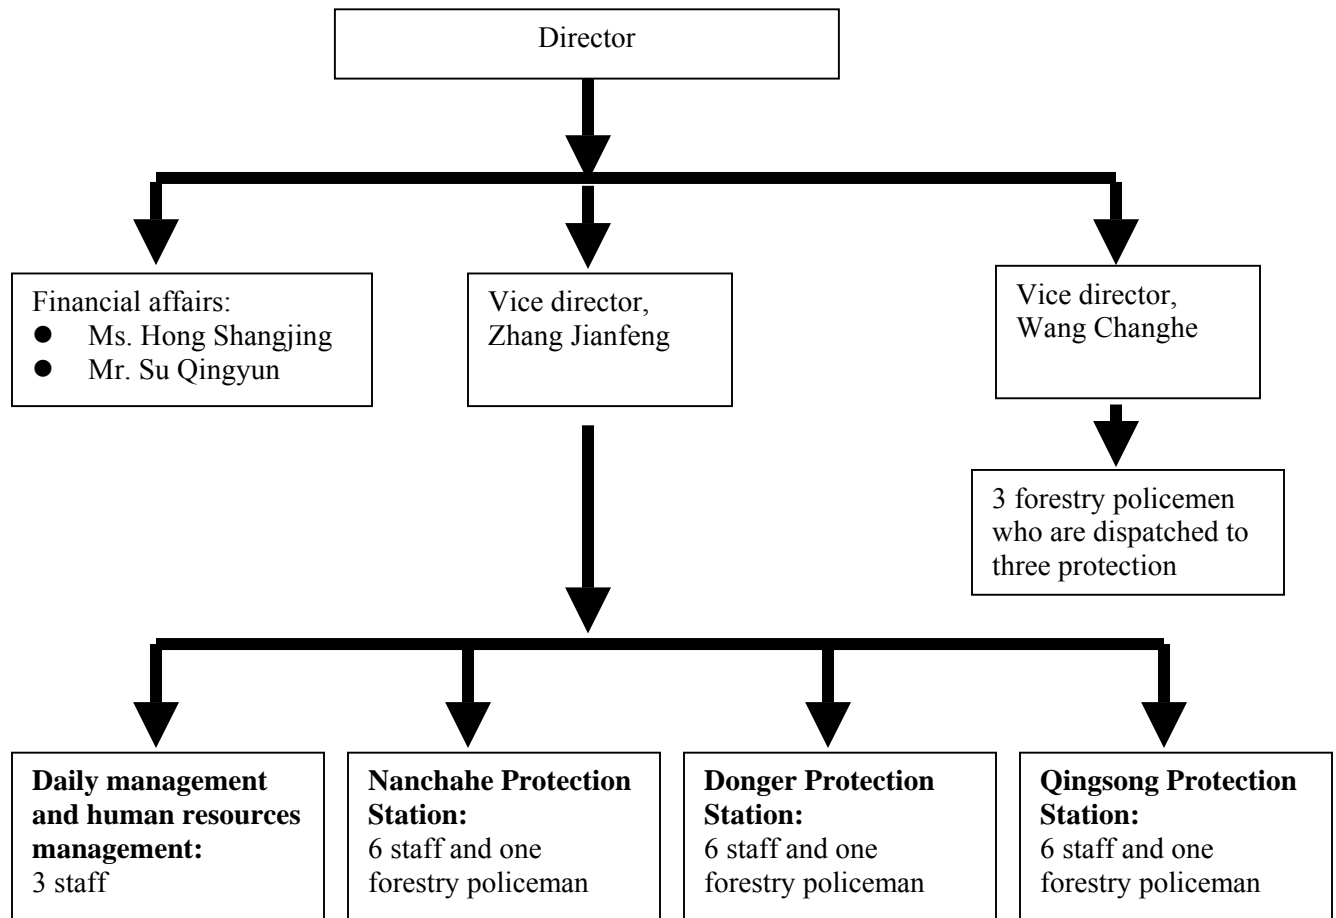 Director
Financial affairs:
● Ms. Hong Shangjing
● Mr. Su Qingyun
Vice director,
Zhang Jianfeng
Vice director,
Wang Changhe
3 forestry policemen
who are dispatched to
three protection
Daily management
and human resources
management:
3 staff
Nanchahe Protection
Station:
6 staff and one
forestry policeman
Donger Protection
Station:
6 staff and one
forestry policeman
Qingsong Protection
Station:
6 staff and one
forestry policeman